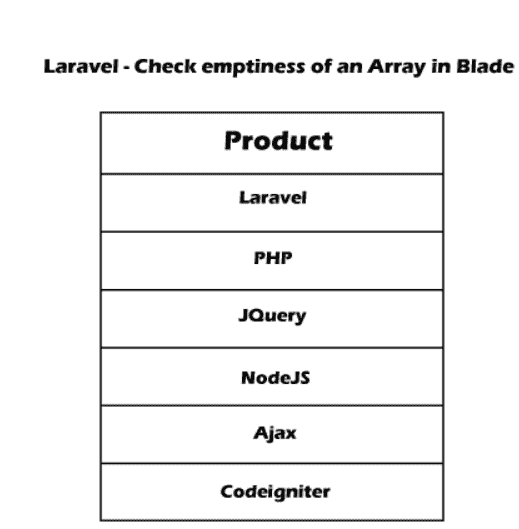 Laravel - Check emptiness of an Array in Blade
Product
Laravel
PHP
JQuery
NodeJS
Ajax
Codeigniter